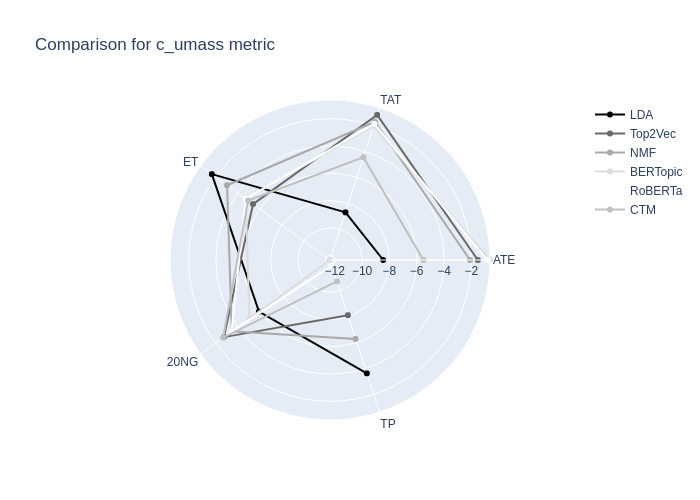 Comparison for c_umass metric
TAT
ET
ATE
−12
−10
−8
−6
−4
−2
20NG
TP
LDA
Top2Vec
NMF
BERTopic
RoBERTa
CTM